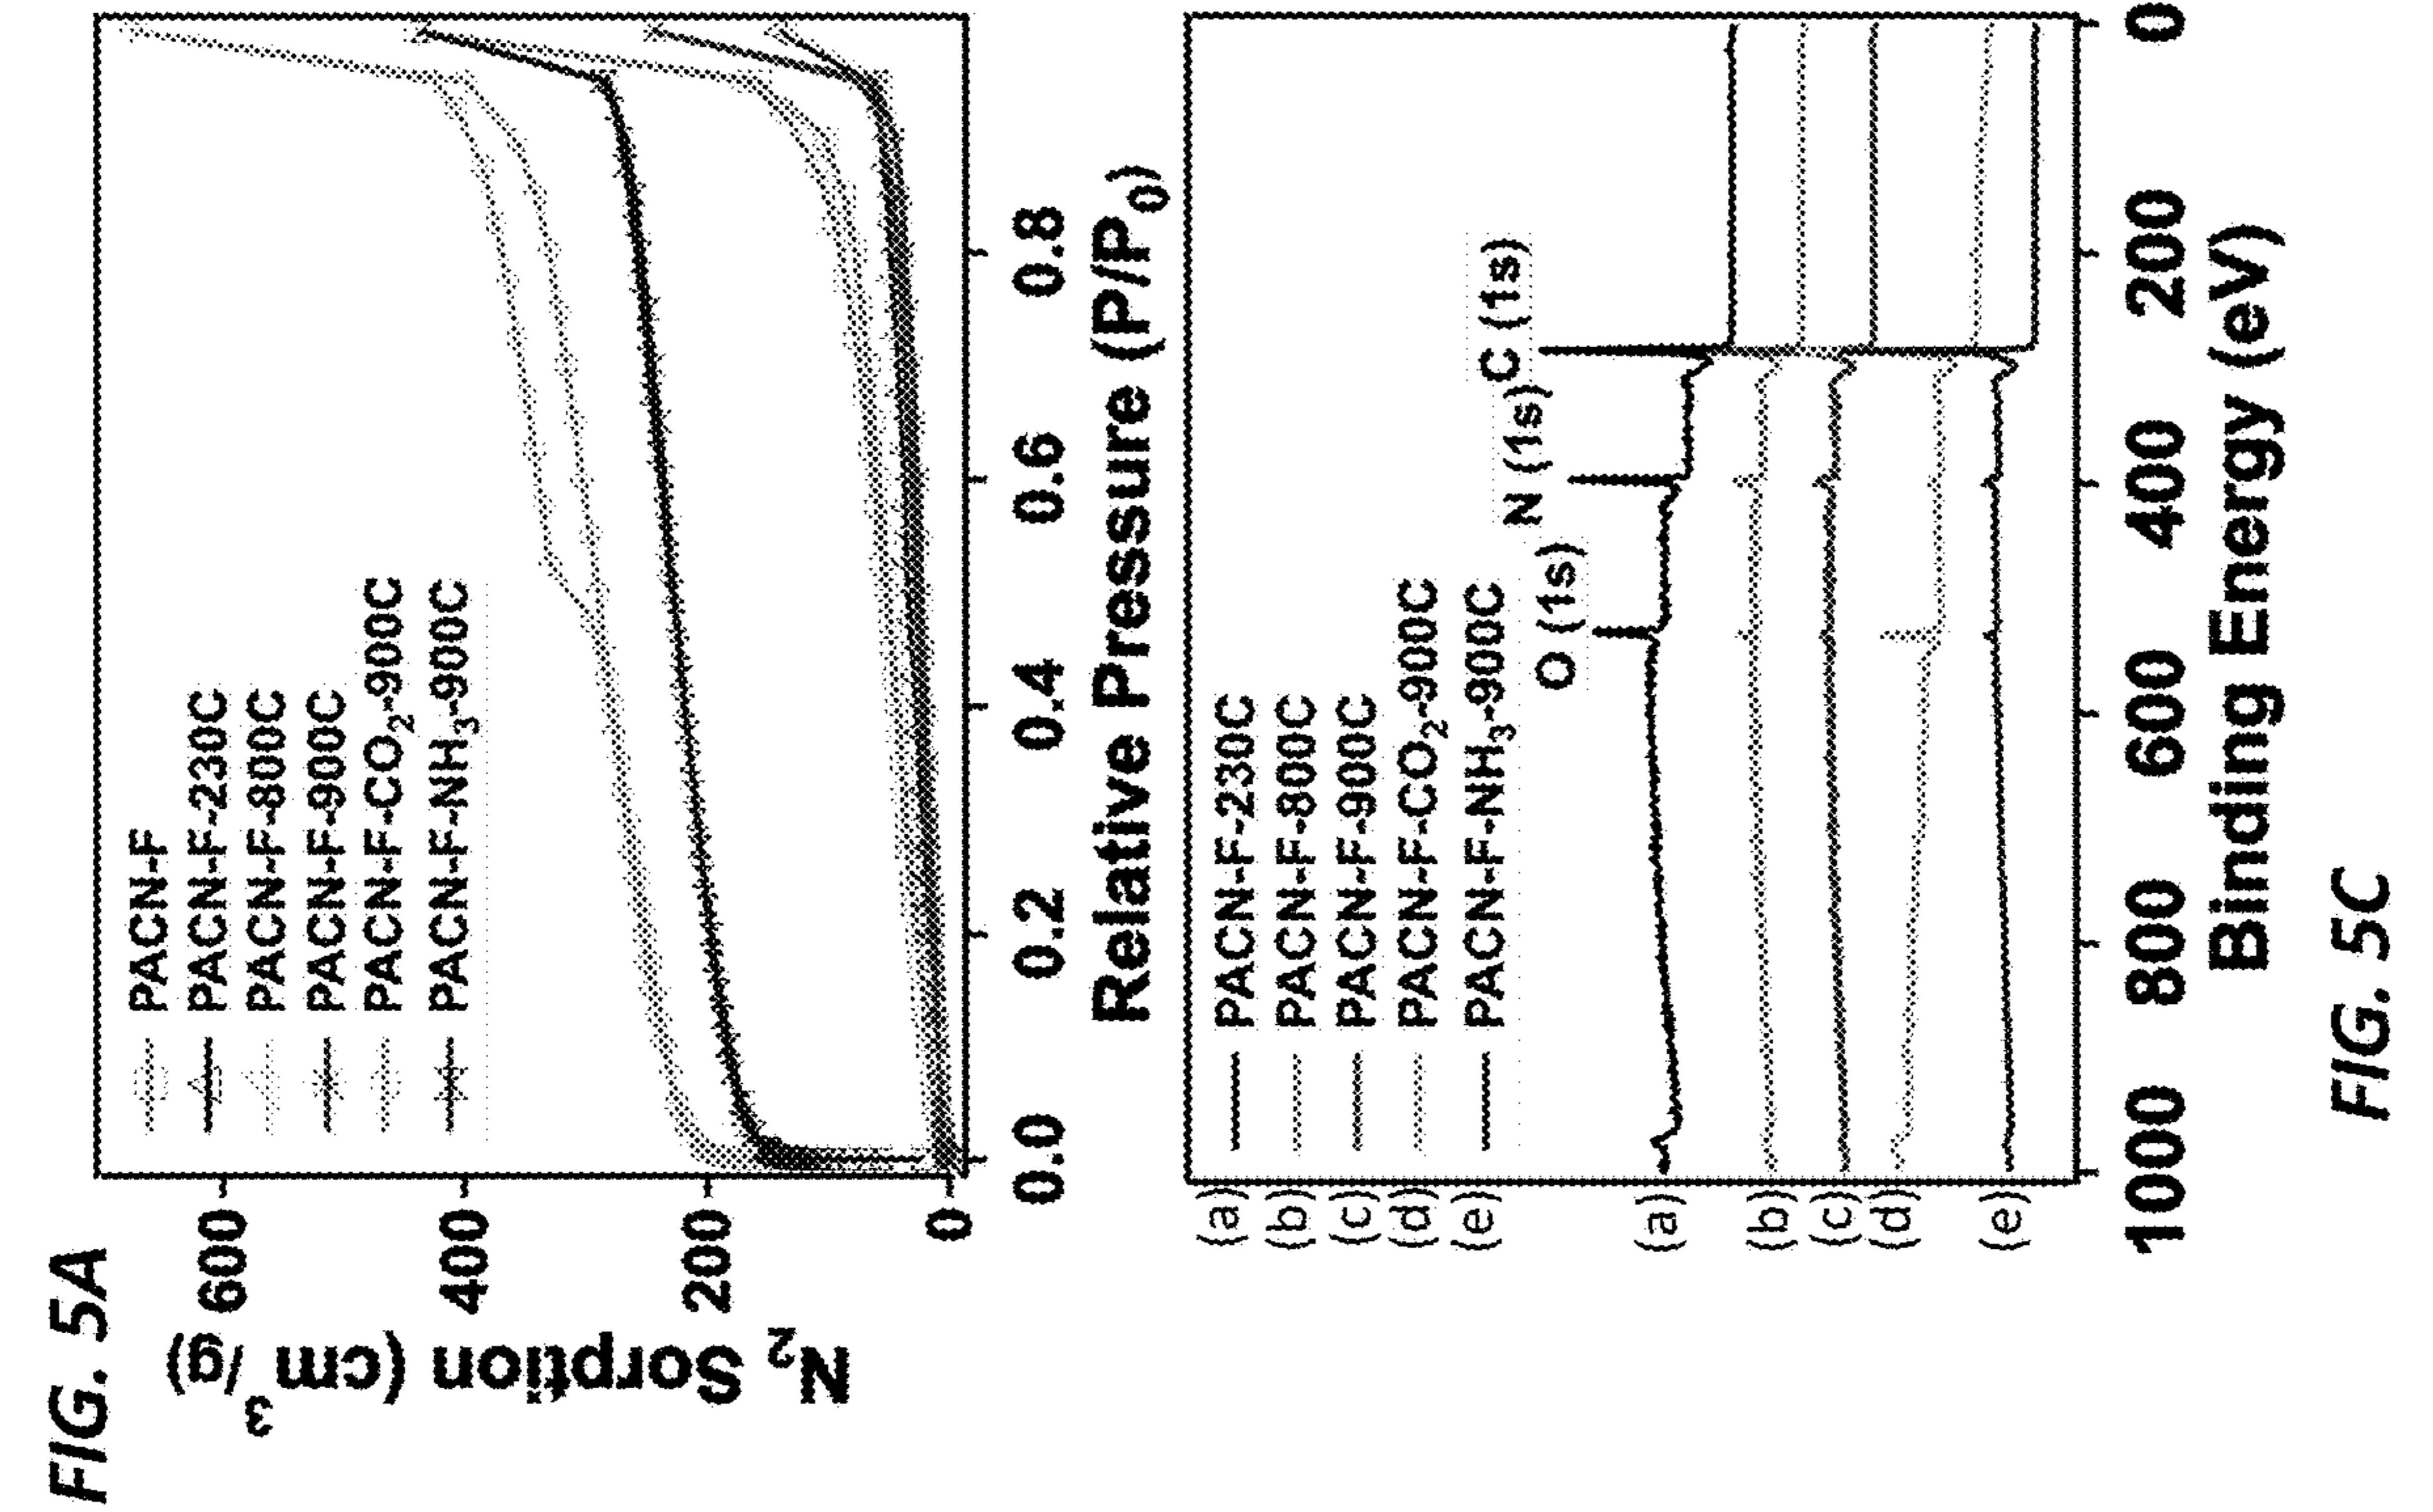 FIG. 5A
PACN-F
PACN-F-230C
PACN-F-800C
PACN-F-900C
PACN-F-CO2-900C
PACN-F-NH3-900C
N2 Sorption (cm3/g)
600
400
200
0
0.0 0.2 0.4 0.6 0.8
Relative Pressure (P/P0)
(a) PACN-F-230C
(b) PACN-F-800C
(c) PACN-F-900C
(d) PACN-F-CO2-900C
(e) PACN-F-NH3-900C
O (1s)
N (1s)
C (1s)
(a)
(b)
(c)
(d)
(e)
1000 800 600 400 200 0
Binding Energy (eV)
FIG. 5C